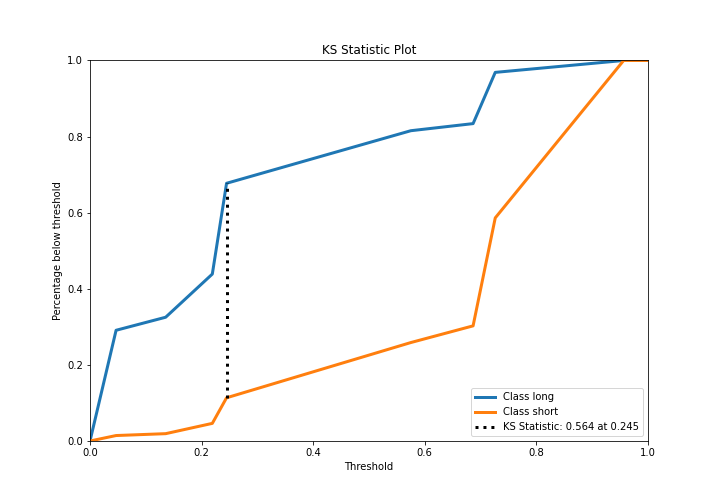 KS Statistic Plot
1.0
0.8
0.6
0.4
0.2
0.0
Percentage below threshold
0.0 0.2 0.4 0.6 0.8 1.0
Threshold
Class long
Class short
KS Statistic: 0.564 at 0.245